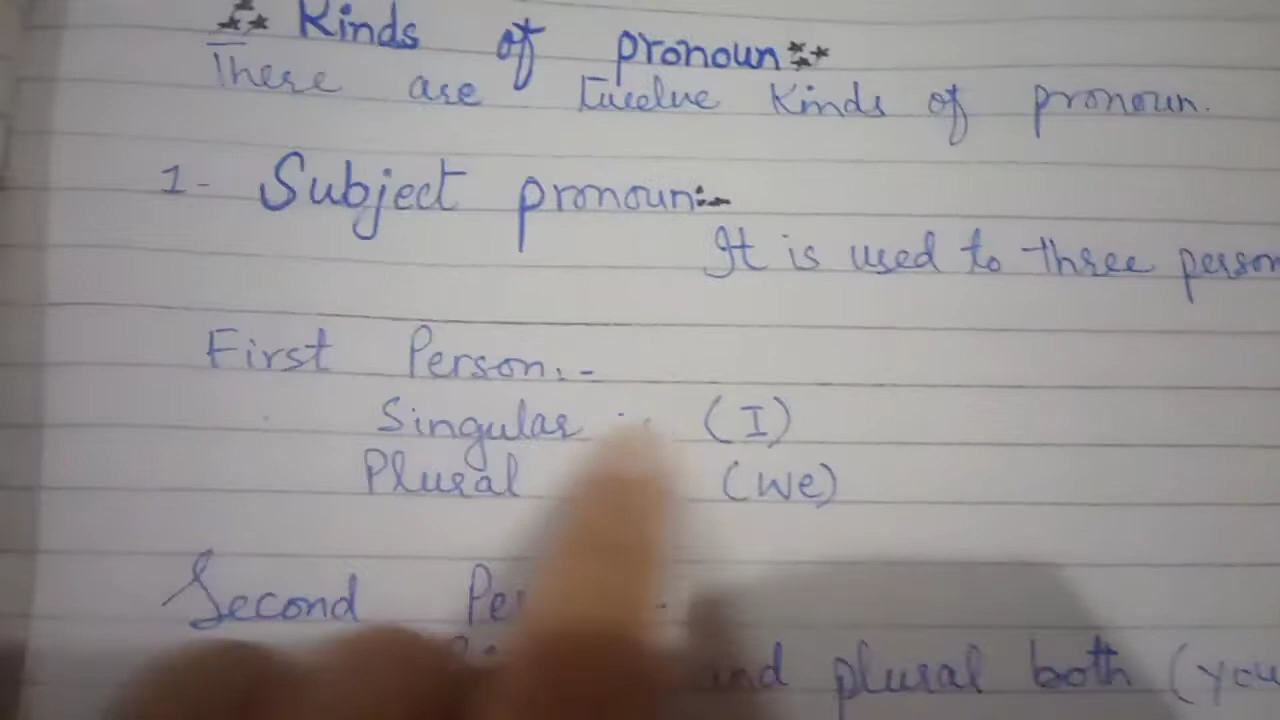 Kinds of pronoun:
There are twelve kinds of pronoun.
1- Subject pronoun:-
It is used to three person
First Person:-
Singular : (I)
Plural (We)
Second
plural both (you